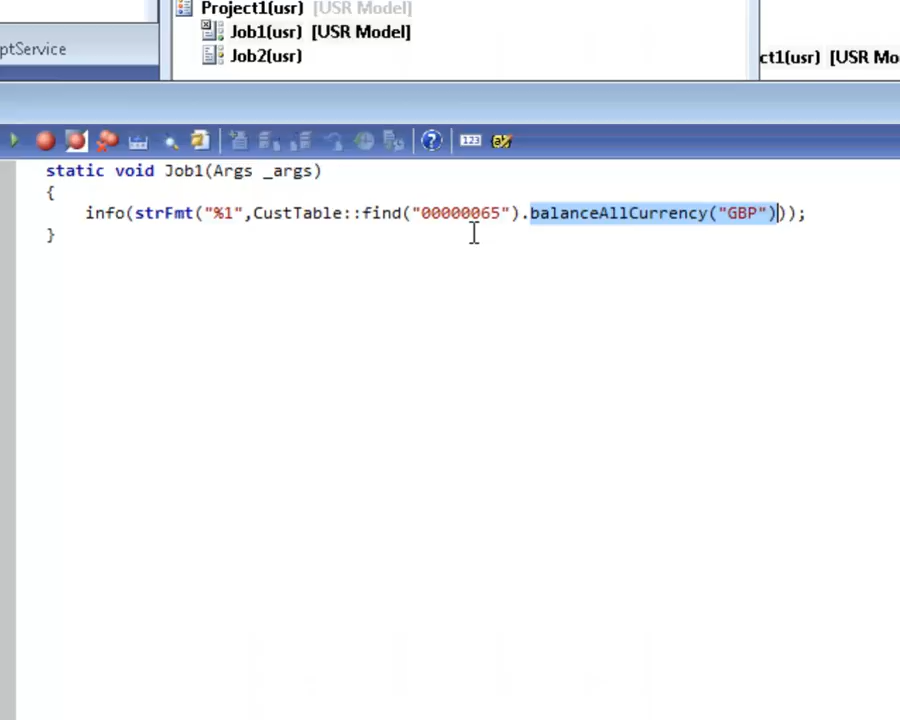 Project1(usr) [USR Model]
Job1(usr) [USR Model]
ptService
Job2(usr)
ct1(usr) [USR Mo
static void Job1(Args _args)
{
info(strFmt("%1",CustTable::find("00000065").balanceAllCurrency("GBP")));
}